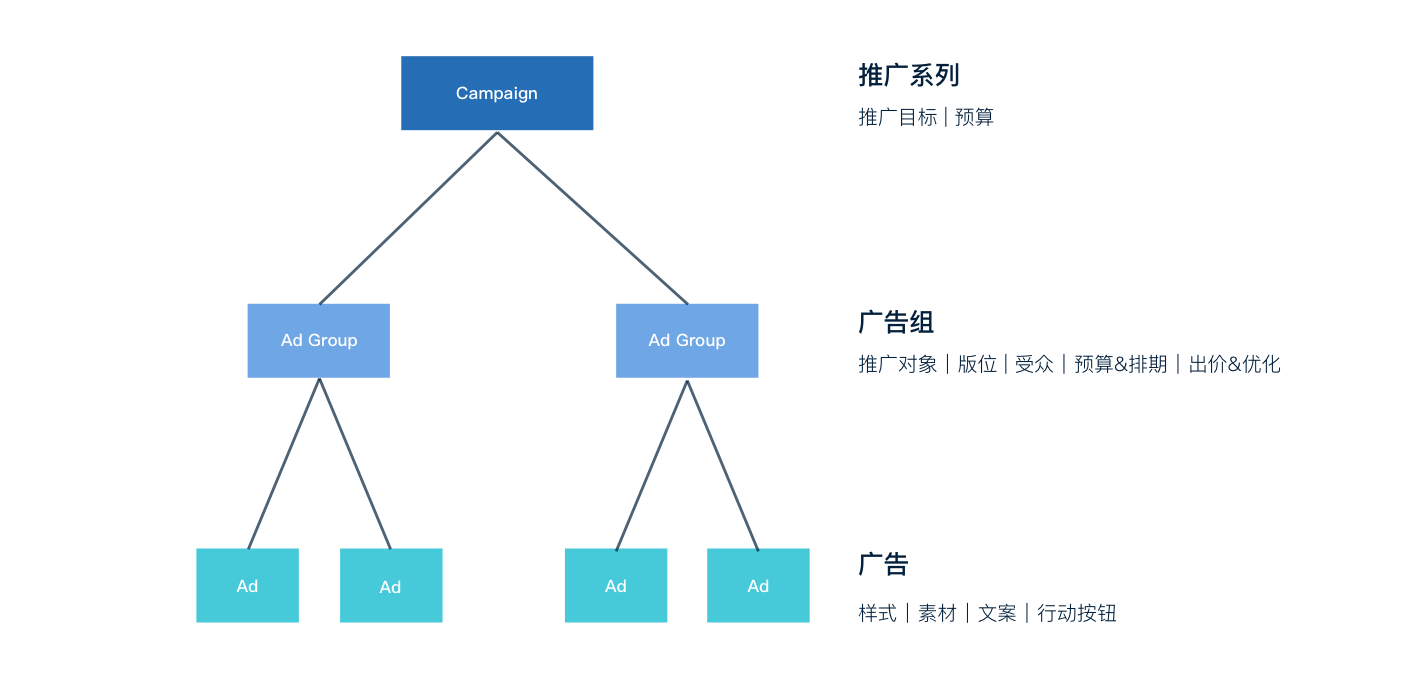 Campaign
推广系列
推广目标 | 预算
Ad Group
Ad Group
广告组
推广对象 | 版位 | 受众 | 预算&排期 | 出价&优化
Ad
Ad
Ad
Ad
广告
样式 | 素材 | 文案 | 行动按钮